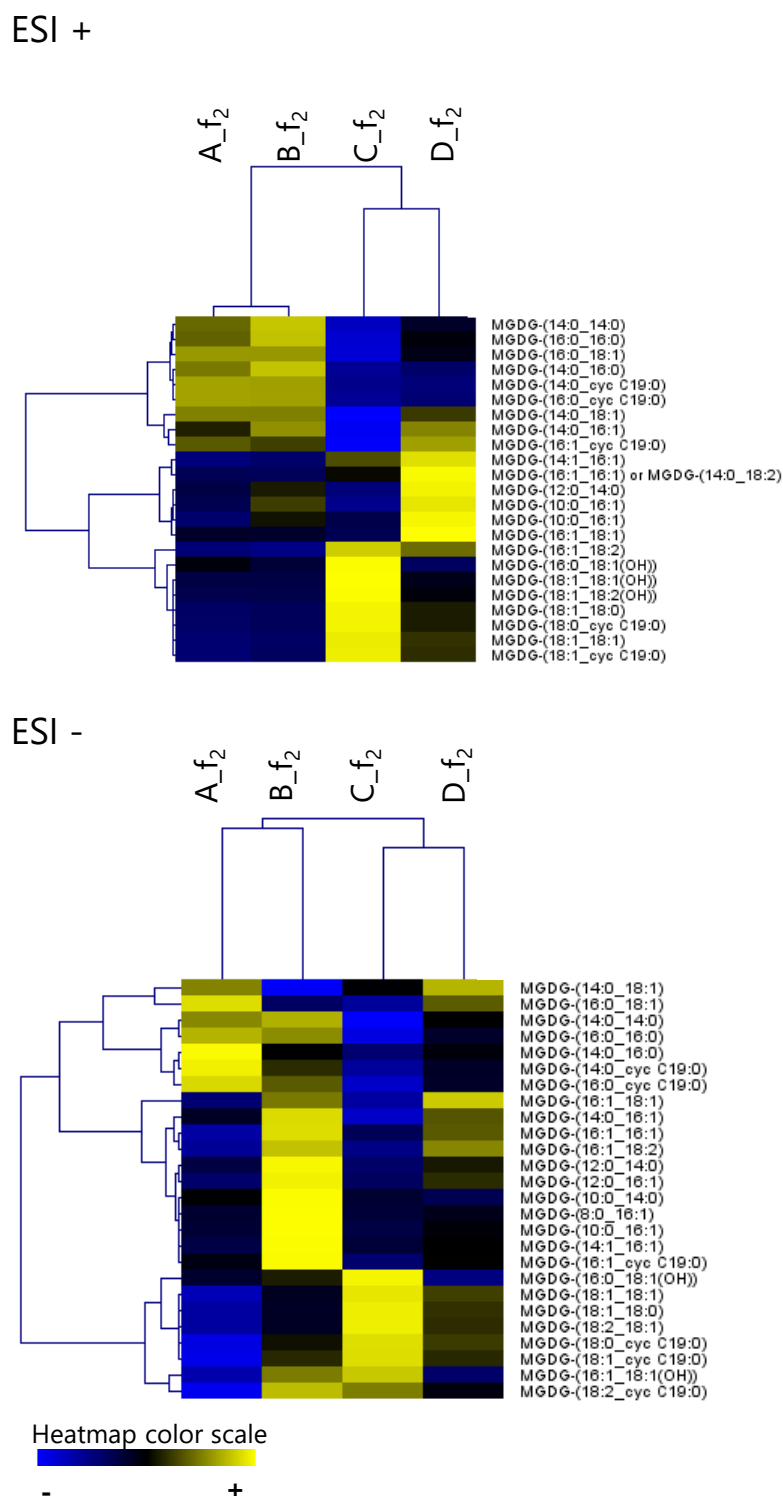 ESI +
A_f2 B_f2 C_f2 D_f2
MGDG-(14:0_14:0)
MGDG-(16:0_16:0)
MGDG-(16:0_18:1)
MGDG-(14:0_16:0)
MGDG-(14:0_cyc C19:0)
MGDG-(16:0_cyc C19:0)
MGDG-(14:0_18:1)
MGDG-(14:0_16:1)
MGDG-(16:1_cyc C19:0)
MGDG-(14:1_16:1)
MGDG-(16:1_16:1) or MGDG-(14:0_18:2)
MGDG-(12:0_14:0)
MGDG-(10:0_16:1)
MGDG-(10:0_16:1)
MGDG-(16:1_18:1)
MGDG-(16:1_18:2)
MGDG-(16:0_18:1(OH))
MGDG-(18:1_18:1(OH))
MGDG-(18:1_18:2(OH))
MGDG-(18:1_18:0)
MGDG-(18:0_cyc C19:0)
MGDG-(18:1_18:1)
MGDG-(18:1_cyc C19:0)
ESI -
A_f2 B_f2 C_f2 D_f2
MGDG-(14:0_18:1)
MGDG-(16:0_18:1)
MGDG-(14:0_14:0)
MGDG-(16:0_16:0)
MGDG-(14:0_16:0)
MGDG-(14:0_cyc C19:0)
MGDG-(16:0_cyc C19:0)
MGDG-(16:1_18:1)
MGDG-(14:0_16:1)
MGDG-(16:1_16:1)
MGDG-(16:1_18:2)
MGDG-(12:0_14:0)
MGDG-(12:0_16:1)
MGDG-(10:0_14:0)
MGDG-(8:0_16:1)
MGDG-(10:0_16:1)
MGDG-(14:1_16:1)
MGDG-(16:1_cyc C19:0)
MGDG-(16:0_18:1(OH))
MGDG-(18:1_18:1)
MGDG-(18:1_18:0)
MGDG-(18:2_18:1)
MGDG-(18:0_cyc C19:0)
MGDG-(18:1_cyc C19:0)
MGDG-(16:1_18:1(OH))
MGDG-(18:2_cyc C19:0)
Heatmap color scale
- +